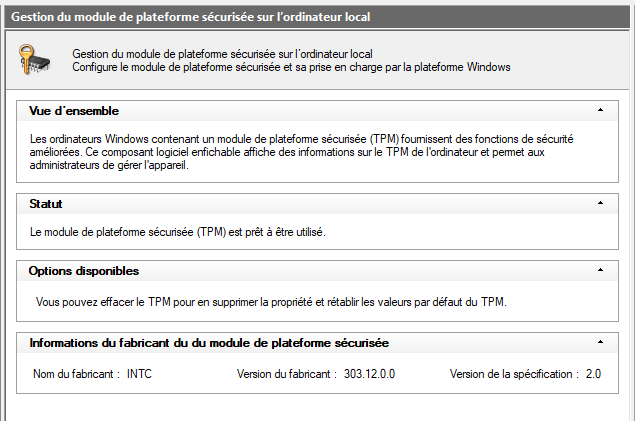 Gestion du module de plateforme sécurisée sur l'ordinateur local
Gestion du module de plateforme sécurisée sur l'ordinateur local
Configure le module de plateforme sécurisée et sa prise en charge par la plateforme Windows
Vue d'ensemble
Les ordinateurs Windows contenant un module de plateforme sécurisée (TPM) fournissent des fonctions de sécurité
améliorées. Ce composant logiciel enfichable affiche des informations sur le TPM de l'ordinateur et permet aux
administrateurs de gérer l'appareil.
Statut
Le module de plateforme sécurisée (TPM) est prêt à être utilisé.
Options disponibles
Vous pouvez effacer le TPM pour en supprimer la propriété et rétablir les valeurs par défaut du TPM.
Informations du fabricant du du module de plateforme sécurisée
Nom du fabricant : INTC Version du fabricant : 303.12.0.0 Version de la spécification : 2.0